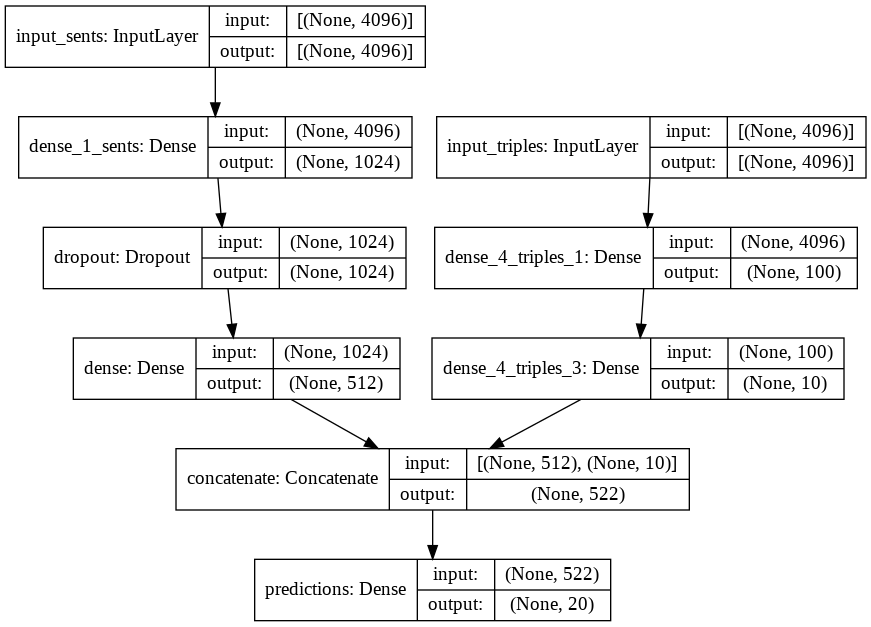 input_sents: InputLayer
input: [(None, 4096)]
output: [(None, 4096)]
dense_1_sents: Dense
input: (None, 4096)
output: (None, 1024)
input_triples: InputLayer
input: [(None, 4096)]
output: [(None, 4096)]
dropout: Dropout
input: (None, 1024)
output: (None, 1024)
dense_4_triples_1: Dense
input: (None, 4096)
output: (None, 100)
dense: Dense
input: (None, 1024)
output: (None, 512)
dense_4_triples_3: Dense
input: (None, 100)
output: (None, 10)
concatenate: Concatenate
input: [(None, 512), (None, 10)]
output: (None, 522)
predictions: Dense
input: (None, 522)
output: (None, 20)